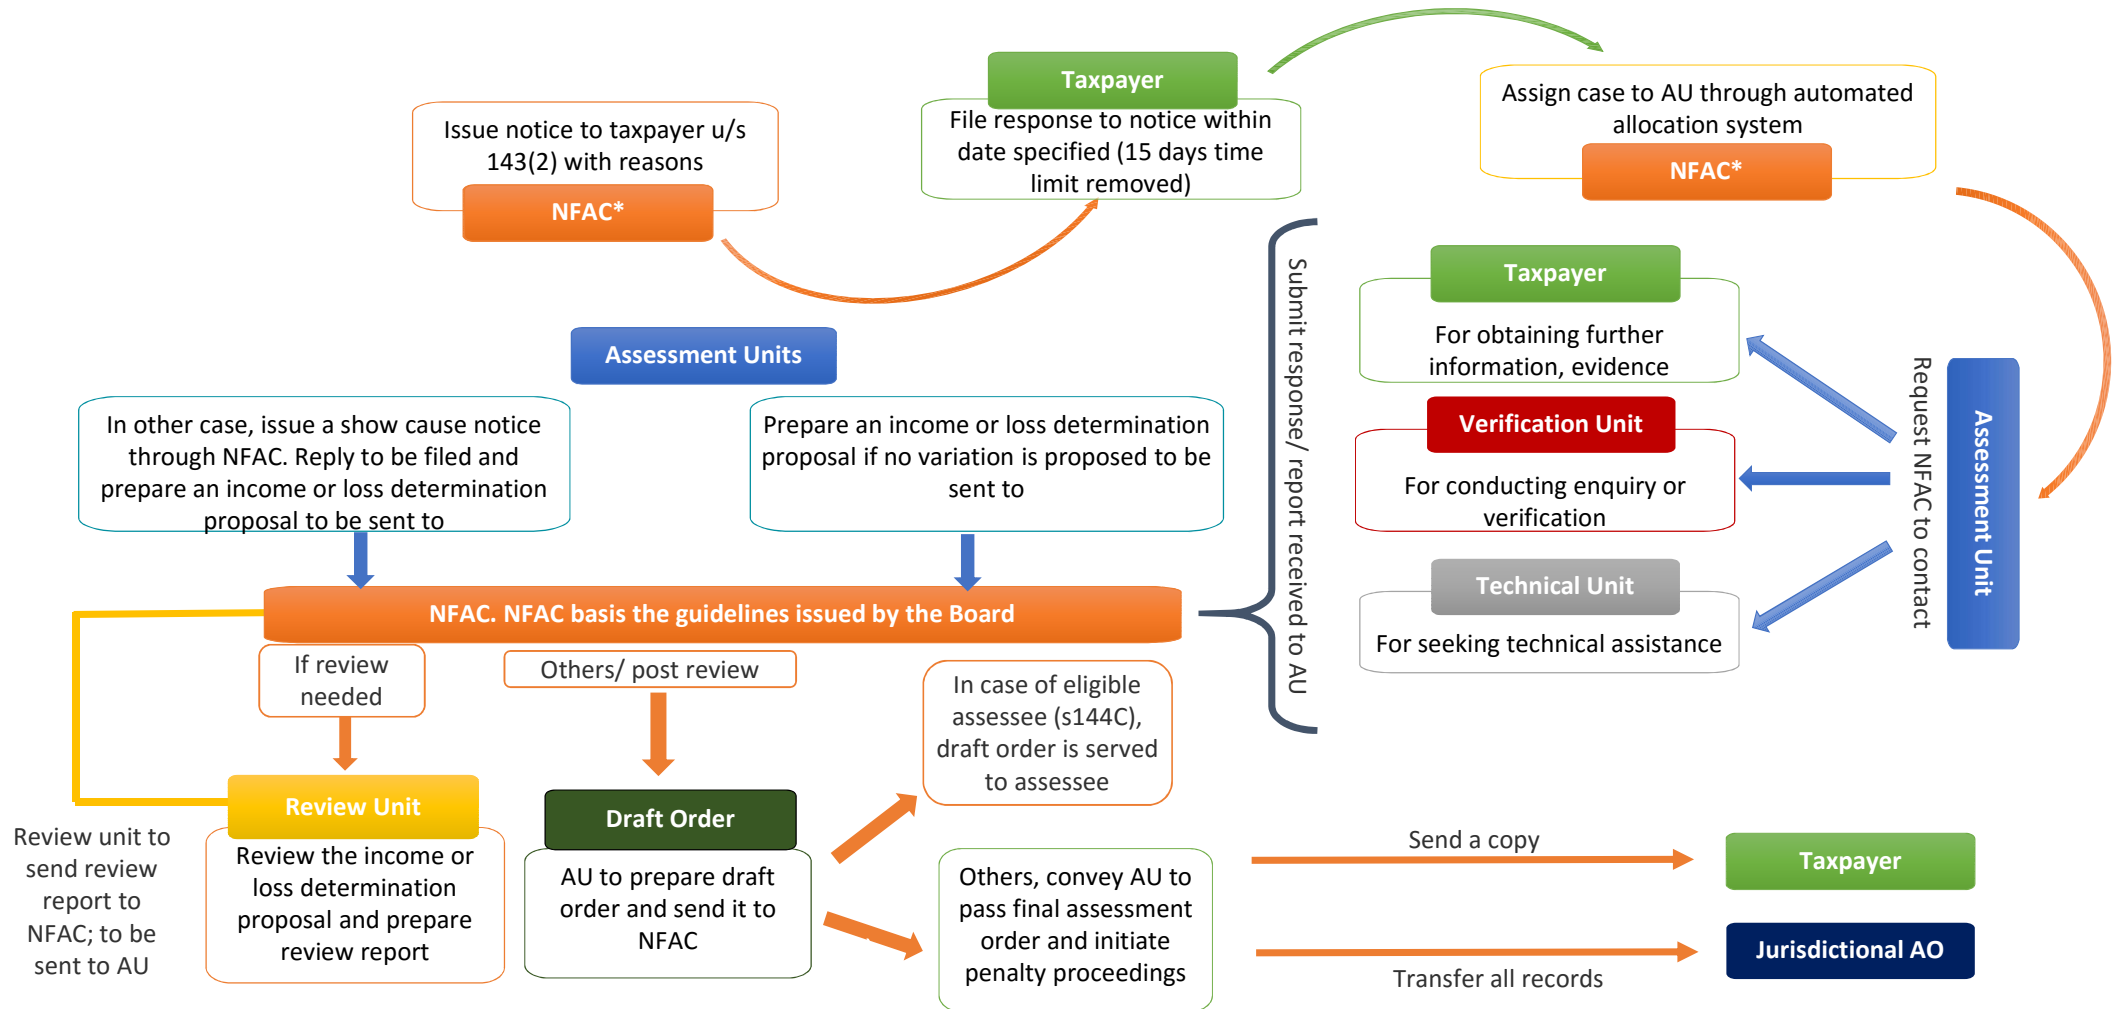 Issue notice to taxpayer u/s
143(2) with reasons
NFAC*
Taxpayer
File response to notice within
date specified (15 days time
limit removed)
Assign case to AU through automated
allocation system
NFAC*
Taxpayer
For obtaining further
information, evidence
Verification Unit
For conducting enquiry or
verification
Technical Unit
For seeking technical assistance
Request NFAC to contact
Assessment Unit
Submit response/ report received to AU
Assessment Units
In other case, issue a show cause notice
through NFAC. Reply to be filed and
prepare an income or loss determination
proposal to be sent to
Prepare an income or loss determination
proposal if no variation is proposed to be
sent to
NFAC. NFAC basis the guidelines issued by the Board
If review
needed
Others/ post review
In case of eligible
assessee (s144C),
draft order is served
to assessee
Review Unit
Review the income or
loss determination
proposal and prepare
review report
Review unit to
send review
report to
NFAC; to be
sent to AU
Draft Order
AU to prepare draft
order and send it to
NFAC
Others, convey AU to
pass final assessment
order and initiate
penalty proceedings
Send a copy
Taxpayer
Transfer all records
Jurisdictional AO